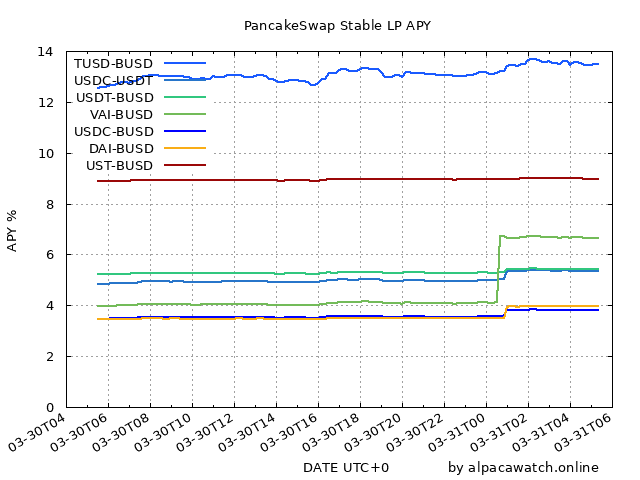 PancakeSwap Stable LP APY
14
12
10
8
6
4
2
0
APY %
TUSD-BUSD
USDC-USDT
USDT-BUSD
VAI-BUSD
USDC-BUSD
DAI-BUSD
UST-BUSD
03-30T04
03-30T06
03-30T08
03-30T10
03-30T12
03-30T14
03-30T16
03-30T18
03-30T20
03-30T22
03-31T00
03-31T02
03-31T04
03-31T06
DATE UTC+0
by alpacawatch.online